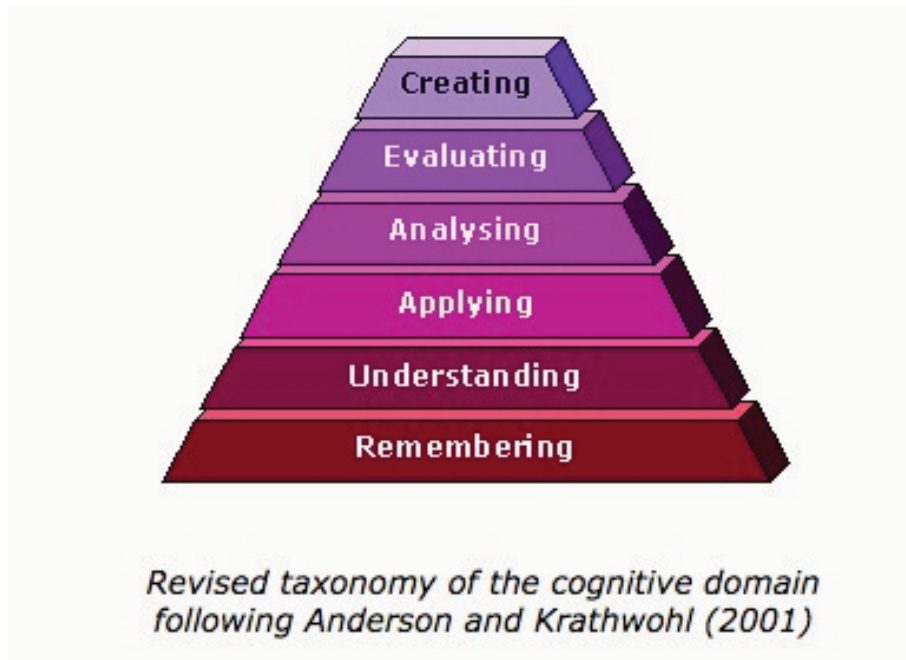 Creating
Evaluating
Analysing
Applying
Understanding
Remembering
Revised taxonomy of the cognitive domain
following Anderson and Krathwohl (2001)